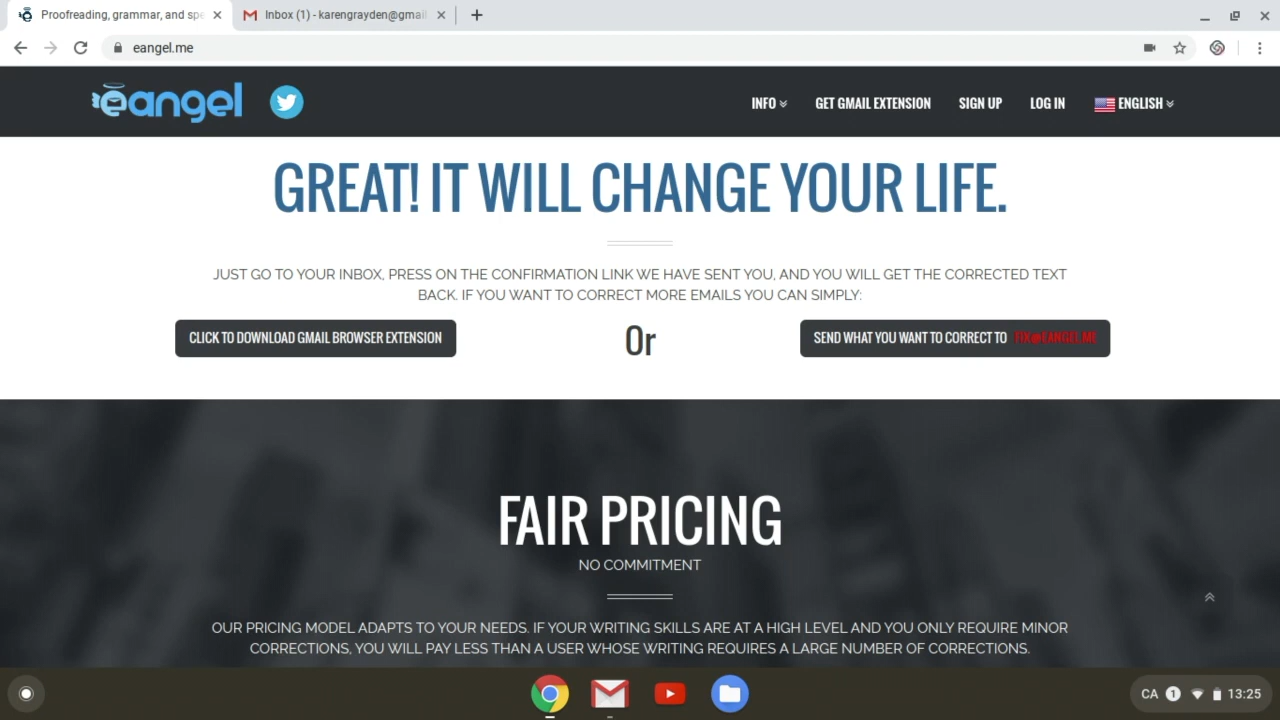 Proofreading, grammar, and spe
Inbox (1) - karengrayden@gmai
eangel.me
eangel
INFO
GET GMAIL EXTENSION
SIGN UP
LOG IN
ENGLISH
GREAT! IT WILL CHANGE YOUR LIFE.
JUST GO TO YOUR INBOX, PRESS ON THE CONFIRMATION LINK WE HAVE SENT YOU, AND YOU WILL GET THE CORRECTED TEXT
BACK. IF YOU WANT TO CORRECT MORE EMAILS YOU CAN SIMPLY:
CLICK TO DOWNLOAD GMAIL BROWSER EXTENSION
Or
SEND WHAT YOU WANT TO CORRECT TO FIX@EANGEL.ME
FAIR PRICING
NO COMMITMENT
OUR PRICING MODEL ADAPTS TO YOUR NEEDS. IF YOUR WRITING SKILLS ARE AT A HIGH LEVEL AND YOU ONLY REQUIRE MINOR
CORRECTIONS, YOU WILL PAY LESS THAN A USER WHOSE WRITING REQUIRES A LARGE NUMBER OF CORRECTIONS.
CA 1 13:25